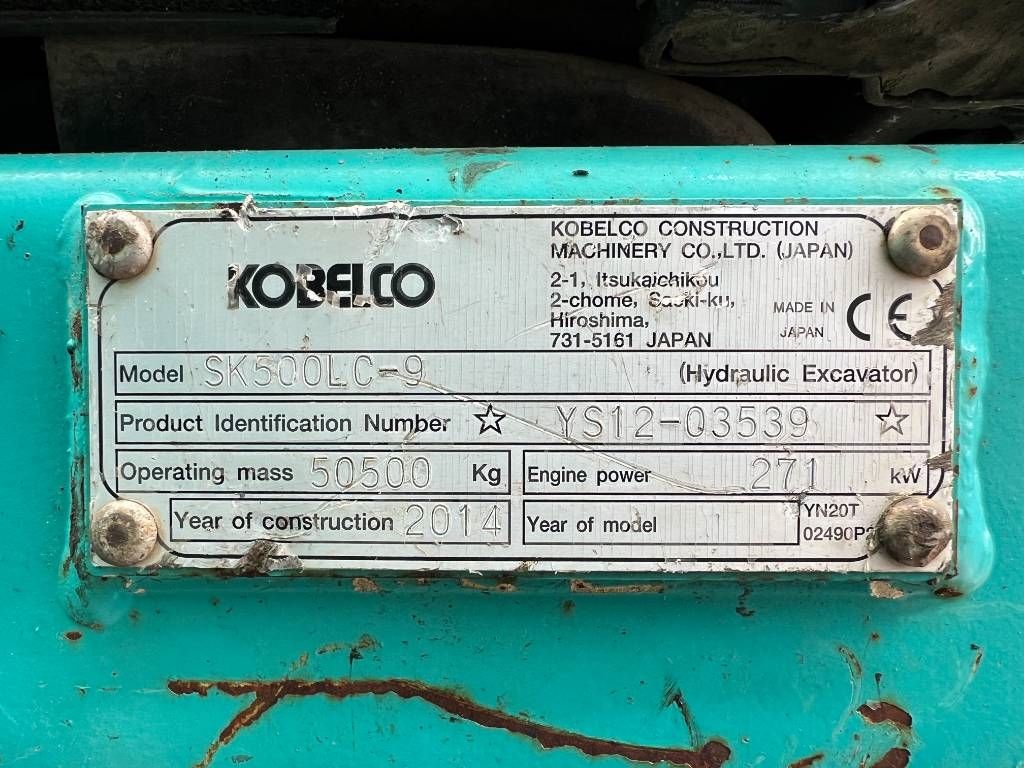 KOBELCO
KOBELCO CONSTRUCTION
MACHINERY CO.,LTD. (JAPAN)
2-1, Itsukaichikou
2-chome, Saeki-ku,
Hiroshima,
731-5161 JAPAN
MADE IN
JAPAN
CE
Model SK500LC-9 (Hydraulic Excavator)
Product Identification Number ☆ YS12-03539 ☆
Operating mass 50500 Kg
Engine power 271 kW
Year of construction 2014
Year of model
YN20T